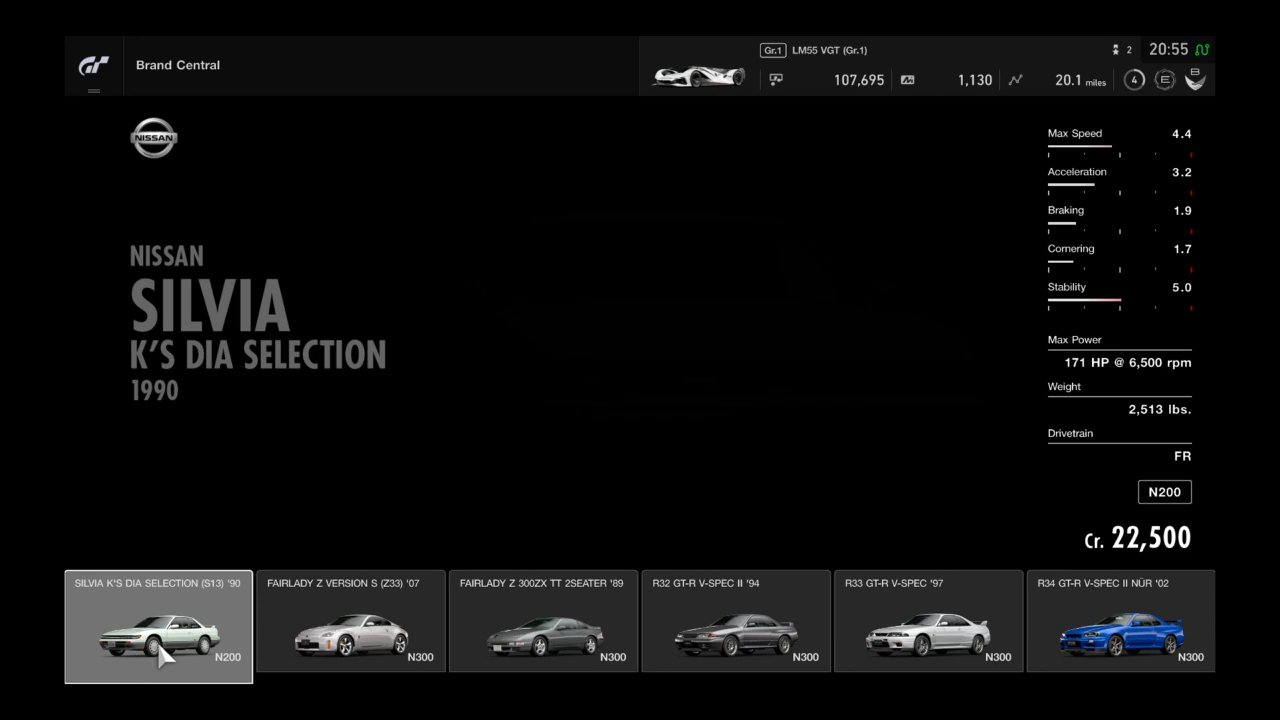 Brand Central
Gr.1 LM55 VGT (Gr.1)
2 20:55
107,695 1,130 20.1 miles 4 E B
NISSAN
NISSAN
SILVIA
K'S DIA SELECTION
1990
Max Speed 4.4
Acceleration 3.2
Braking 1.9
Cornering 1.7
Stability 5.0
Max Power
171 HP @ 6,500 rpm
Weight
2,513 lbs.
Drivetrain
FR
N200
Cr. 22,500
SILVIA K'S DIA SELECTION (S13) '90
N200
FAIRLADY Z VERSION S (Z33) '07
N300
FAIRLADY Z 300ZX TT 2SEATER '89
N300
R32 GT-R V-SPEC II '94
N300
R33 GT-R V-SPEC '97
N300
R34 GT-R V-SPEC II NÜR '02
N300